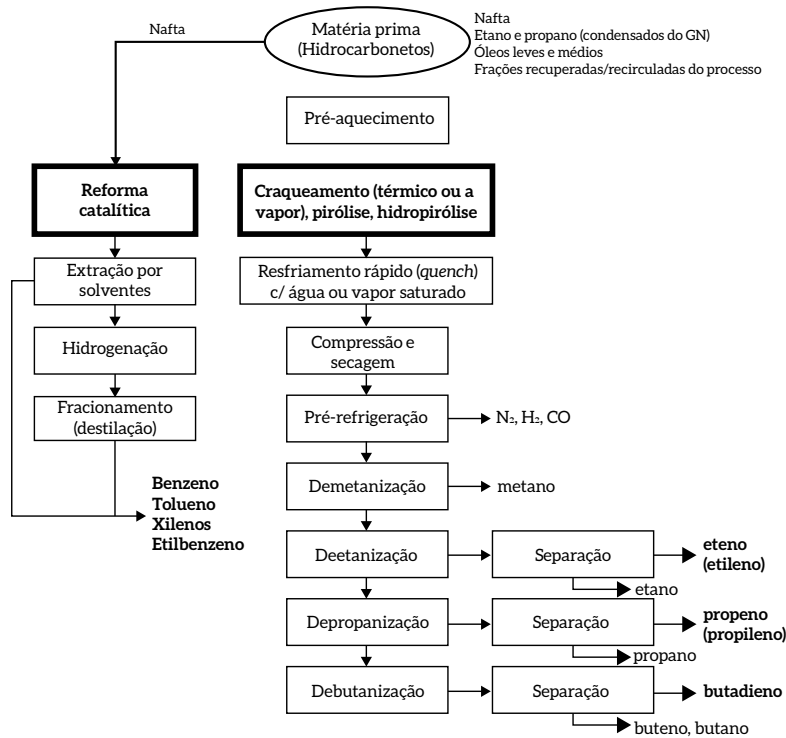 Nafta
Matéria prima
(Hidrocarbonetos)
Nafta
Etano e propano (condensados do GN)
Óleos leves e médios
Frações recuperadas/recirculadas do processo
Pré-aquecimento
Reforma
catalítica
Craqueamento (térmico ou a
vapor), pirólise, hidropirólise
Extração por
solventes
Resfriamento rápido (quench)
c/ água ou vapor saturado
Hidrogenação
Compressão e
secagem
Fracionamento
(destilação)
Pré-refrigeração
N₂, H₂, CO
Benzeno
Tolueno
Xilenos
Etilbenzeno
Demetanização
metano
Deetanização
Separação
eteno
(etileno)
etano
Depropanização
Separação
propeno
(propileno)
propano
Debutanização
Separação
butadieno
buteno, butano